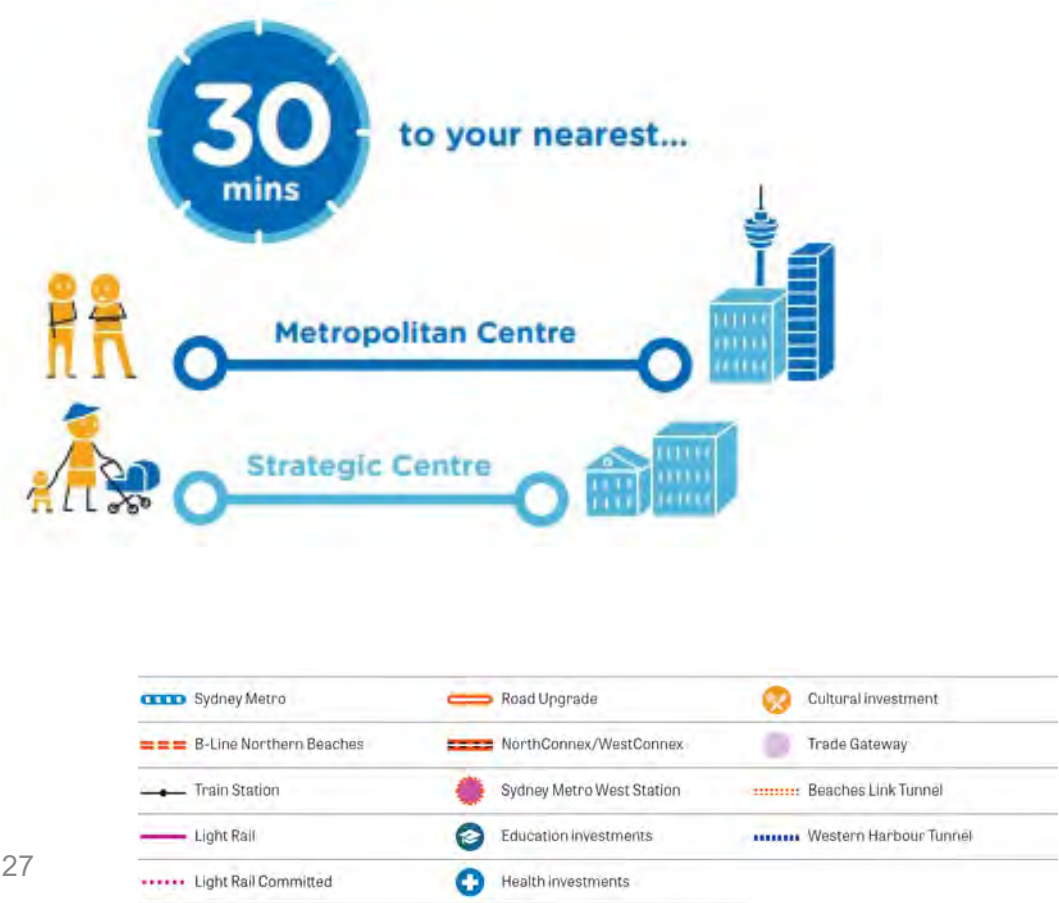 30
mins
to your nearest...
Metropolitan Centre
Strategic Centre
Sydney Metro
Road Upgrade
Cultural investment
B-Line Northern Beaches
NorthConnex/WestConnex
Trade Gateway
Train Station
Sydney Metro West Station
Beaches Link Tunnel
Light Rail
Education investments
Western Harbour Tunnel
Light Rail Committed
Health investments
27